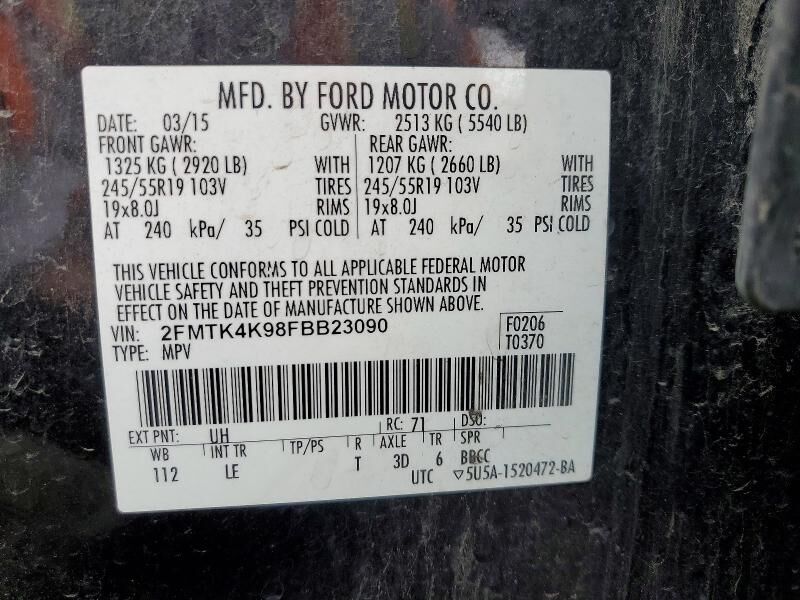 MFD. BY FORD MOTOR CO.
DATE: 03/15 GVWR: 2513 KG ( 5540 LB)
FRONT GAWR: REAR GAWR:
1325 KG ( 2920 LB) WITH 1207 KG ( 2660 LB) WITH
245/55R19 103V TIRES 245/55R19 103V TIRES
19x8.0J RIMS 19x8.0J RIMS
AT 240 kPa/ 35 PSI COLD AT 240 kPa/ 35 PSI COLD
THIS VEHICLE CONFORMS TO ALL APPLICABLE FEDERAL MOTOR
VEHICLE SAFETY AND THEFT PREVENTION STANDARDS IN
EFFECT ON THE DATE OF MANUFACTURE SHOWN ABOVE.
VIN: 2FMTK4K98FBB23090 F0206
TYPE: MPV T0370
EXT PNT: UH RC: 71 DSO:
WB INT TR TP/PS R AXLE TR SPR
112 LE T 3D 6 BBCC
UTC ▽5U5A-1520472-BA